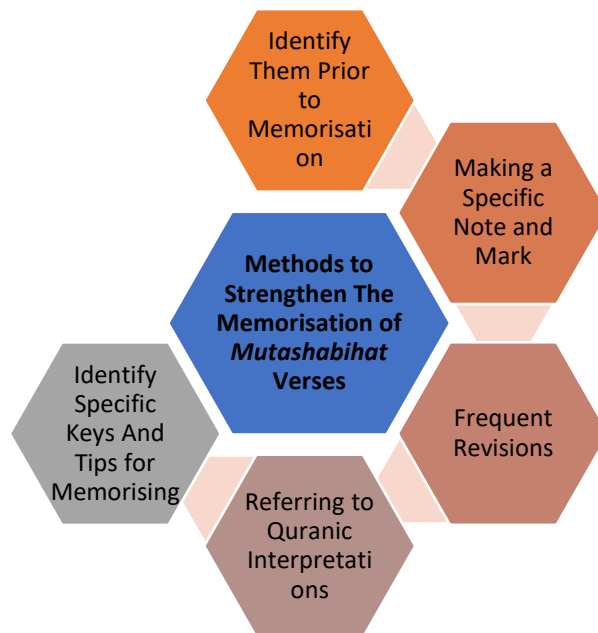 Identify
Them Prior
to
Memorisati
on
Making a
Specific
Note and
Mark
Methods to
Strengthen The
Memorisation of
Mutashabihat
Verses
Frequent
Revisions
Referring to
Quranic
Interpretati
ons
Identify
Specific
Keys And
Tips for
Memorising